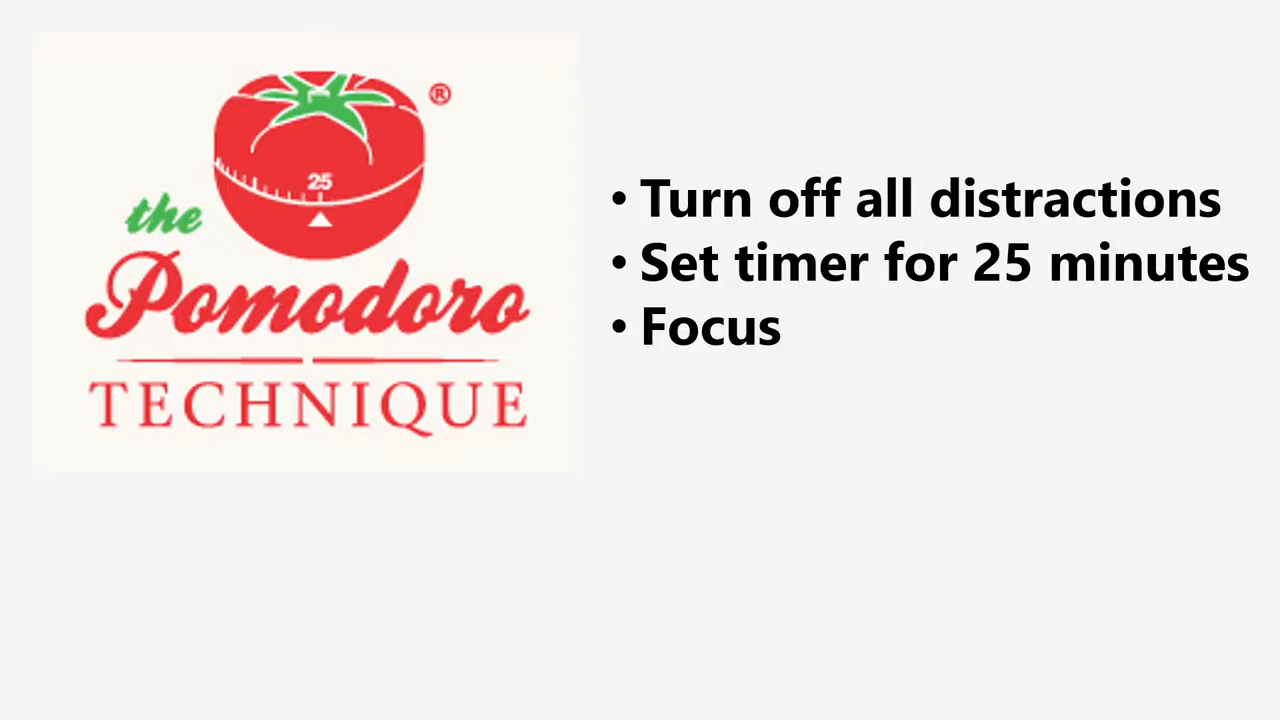 ®
25
the
Pomodoro
TECHNIQUE
• Turn off all distractions
• Set timer for 25 minutes
• Focus